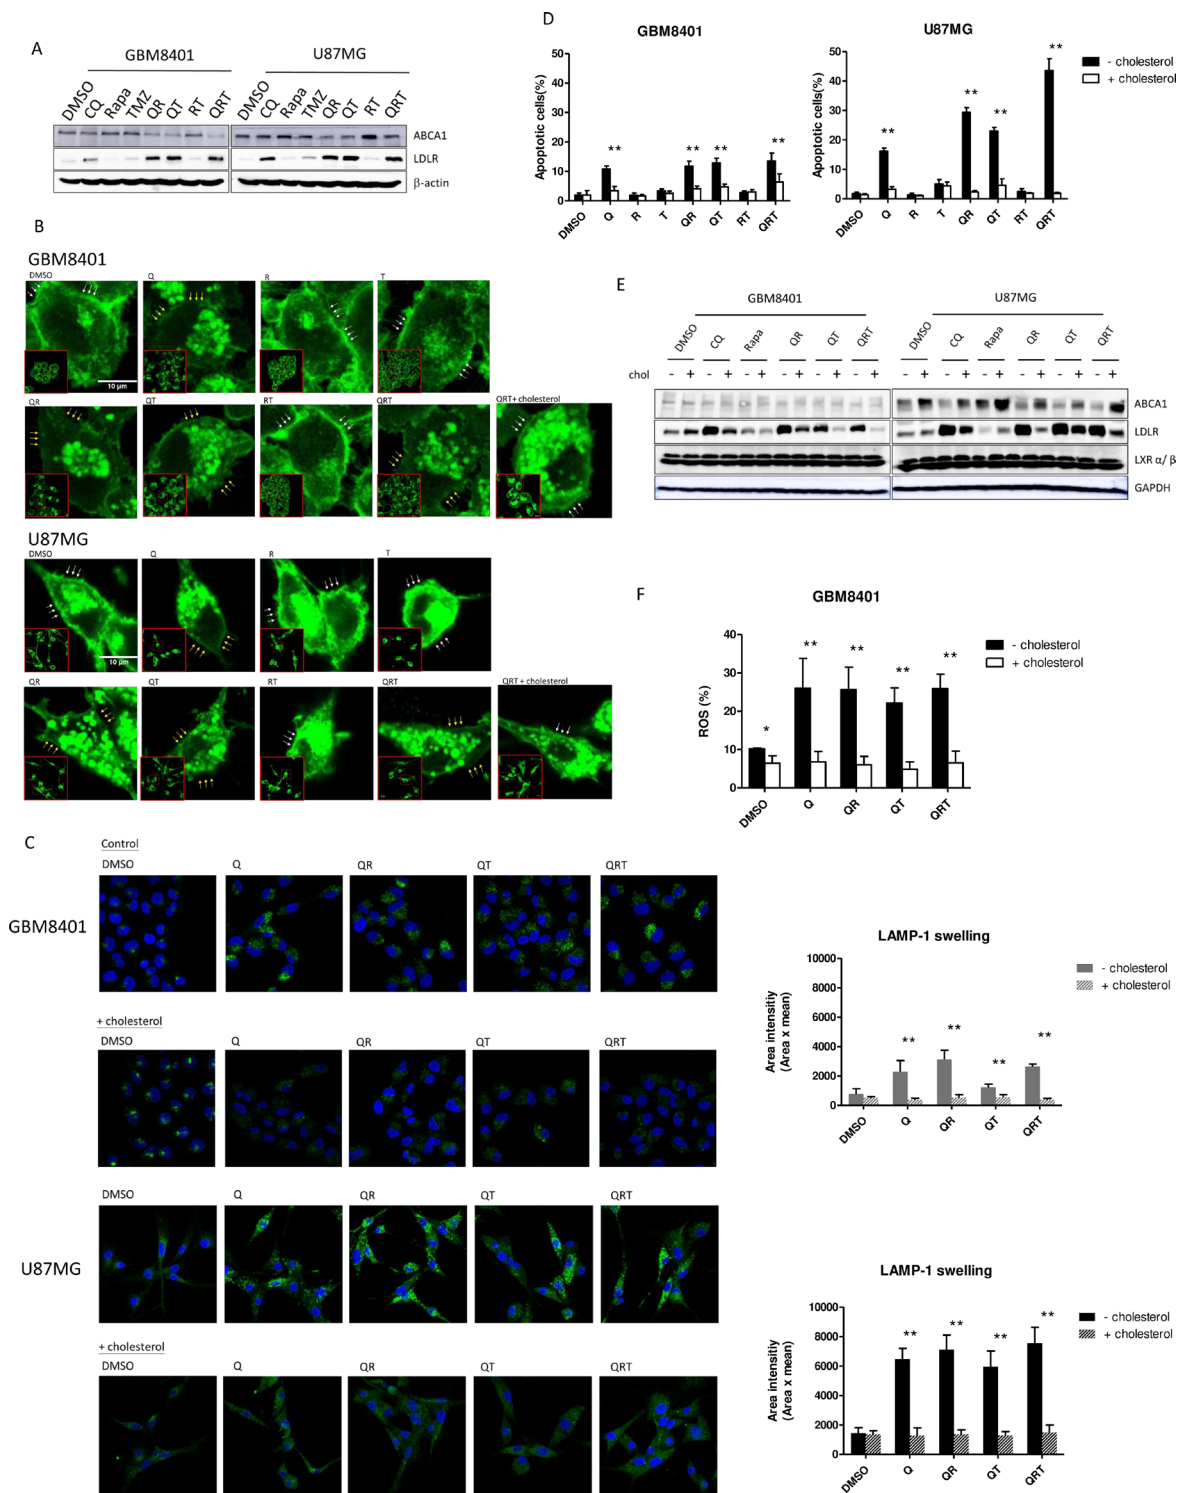 A
GBM8401
U87MG
DMSO CQ Rapa TMZ QR QT RT QRT DMSO CQ Rapa TMZ QR QT RT QRT
ABCA1
LDLR
β-actin
B
GBM8401
DMSO Q R T
10 μm
QR QT RT QRT QRT+ cholesterol
U87MG
DMSO Q R T
10 μm
QR QT RT QRT QRT + cholesterol
C
Control
DMSO Q QR QT QRT
GBM8401
+ cholesterol
DMSO Q QR QT QRT
DMSO Q QR QT QRT
U87MG
+ cholesterol
DMSO Q QR QT QRT
LAMP-1 swelling
- cholesterol
+ cholesterol
Area intensitiy
(Area x mean)
10000
8000
6000
4000
2000
0
** ** ** **
DMSO Q QR QT QRT
LAMP-1 swelling
- cholesterol
+ cholesterol
Area intensitiy
(Area x mean)
10000
8000
6000
4000
2000
0
** ** ** **
DMSO Q QR QT QRT
D
GBM8401
Apoptotic cells(%)
50
40
30
20
10
0
** ** ** **
DMSO Q R T QR QT RT QRT
U87MG
- cholesterol
+ cholesterol
Apoptotic cells(%)
50
40
30
20
10
0
** ** ** **
DMSO Q R T QR QT RT QRT
E
GBM8401
U87MG
DMSO CQ Rapa QR QT QRT DMSO CQ Rapa QR QT QRT
chol - + - + - + - + - + - + - + - + - + - + - + - +
ABCA1
LDLR
LXR α/ β
GAPDH
F
GBM8401
- cholesterol
+ cholesterol
ROS (%)
40
30
20
10
0
* ** ** ** **
DMSO Q QR QT QRT